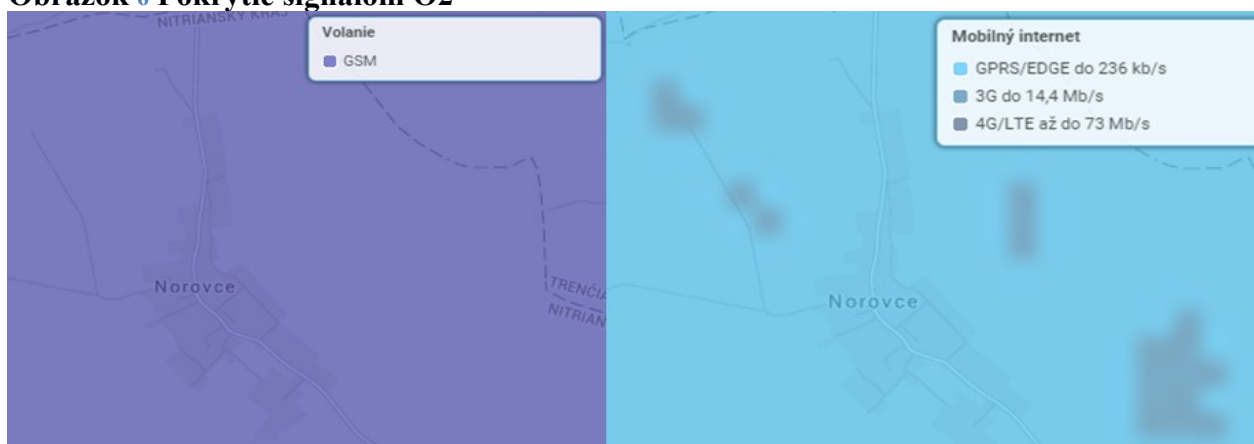 Obrázok 6 Pokrytie signálom O2
NITRIANSKY KRAJ
Volanie
GSM
Norovce
TRENČIA
NITRIAN
Mobilný internet
GPRS/EDGE do 236 kb/s
3G do 14,4 Mb/s
4G/LTE až do 73 Mb/s
Norovce